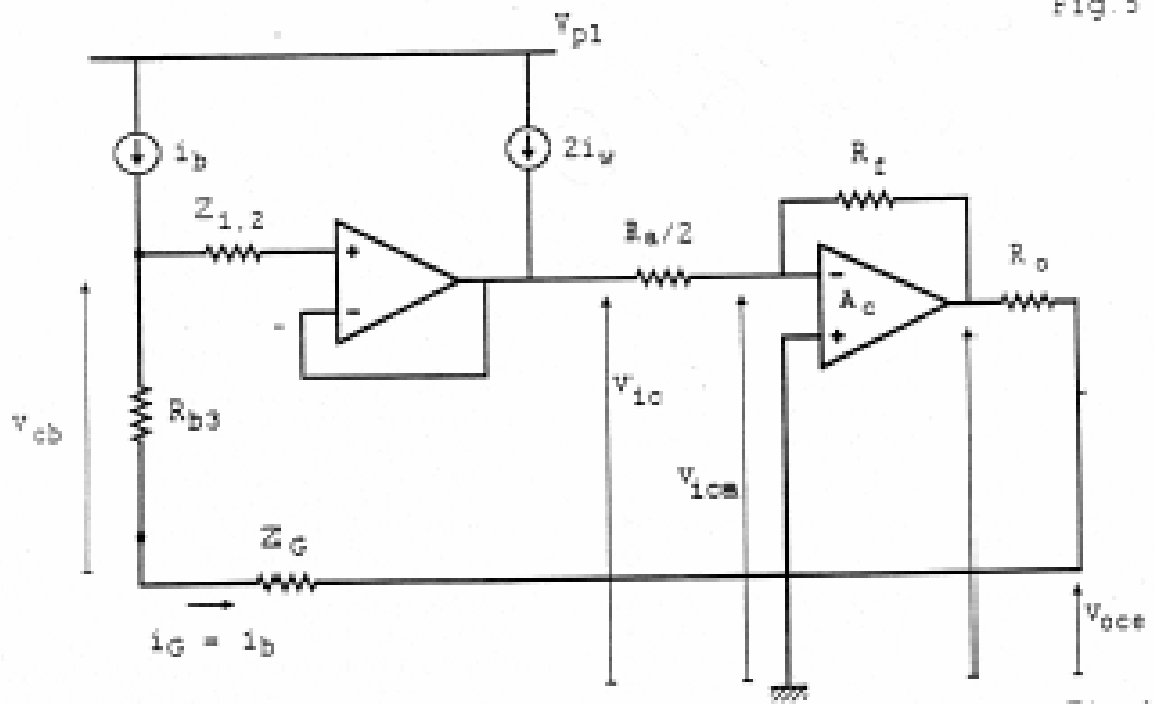 Fig.5
Vp1
ib
2iw
Z1,2
Ra/2
Rf
Ro
+
-
-
-
Ac
+
Rb3
vcb
Vic
Vicm
ZG
iG = ib
Voce